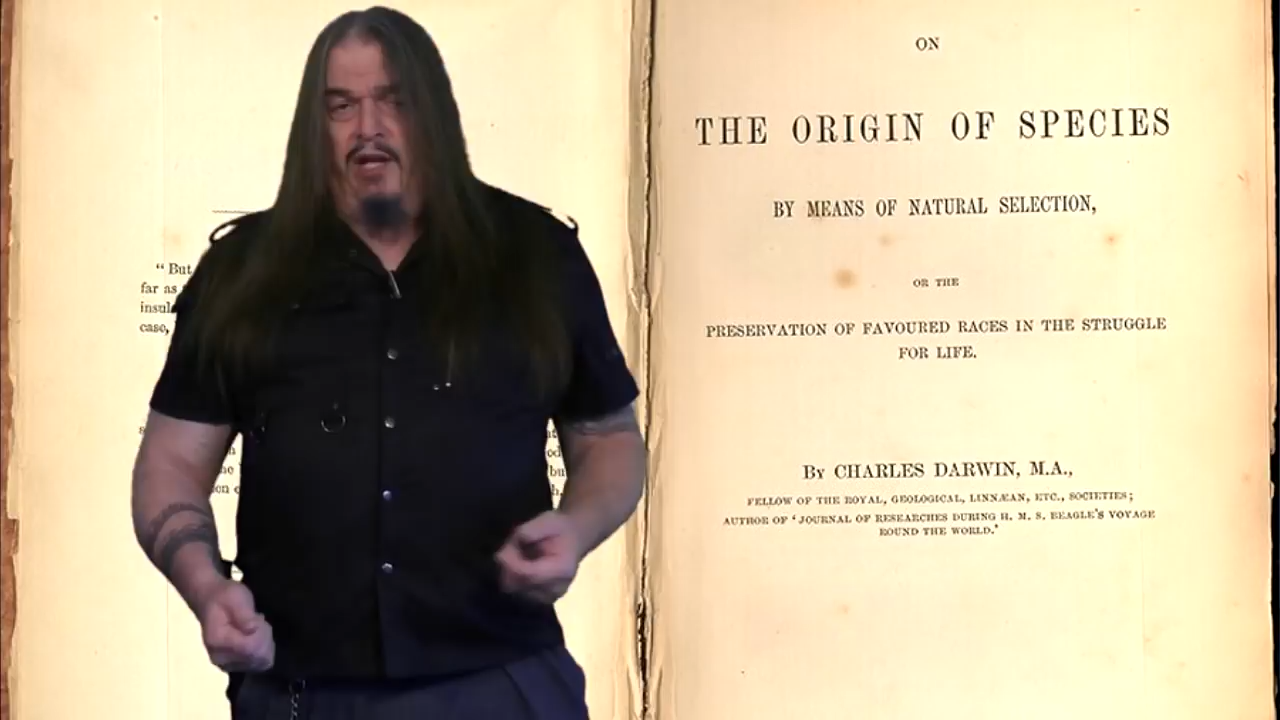 “ But
far as
insul
case,
ON
THE ORIGIN OF SPECIES
BY MEANS OF NATURAL SELECTION,
OR THE
PRESERVATION OF FAVOURED RACES IN THE STRUGGLE
FOR LIFE.
BY CHARLES DARWIN, M.A.,
FELLOW OF THE ROYAL, GEOLOGICAL, LINNÆAN, ETC., SOCIETIES;
AUTHOR OF ‘JOURNAL OF RESEARCHES DURING H. M. S. BEAGLE’S VOYAGE
ROUND THE WORLD.’